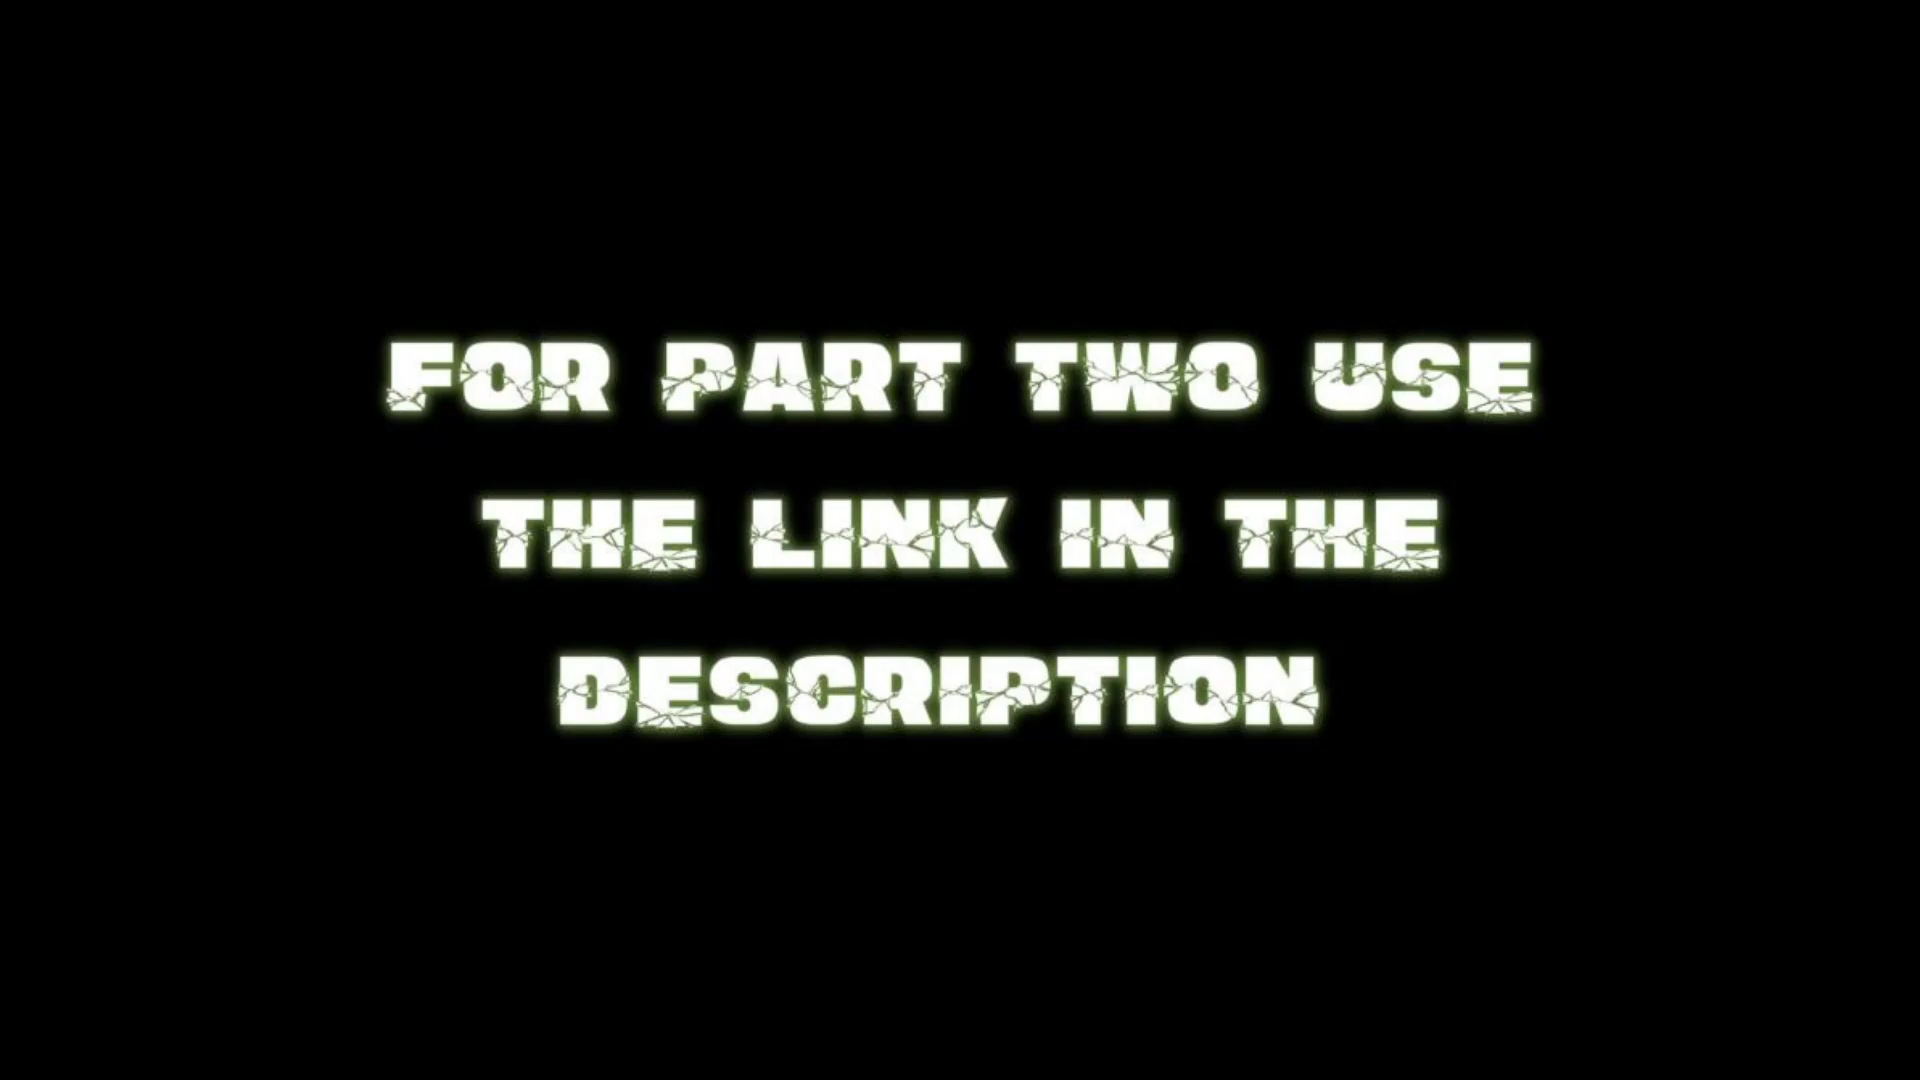 FOR PART TWO USE
THE LINK IN THE
DESCRIPTION